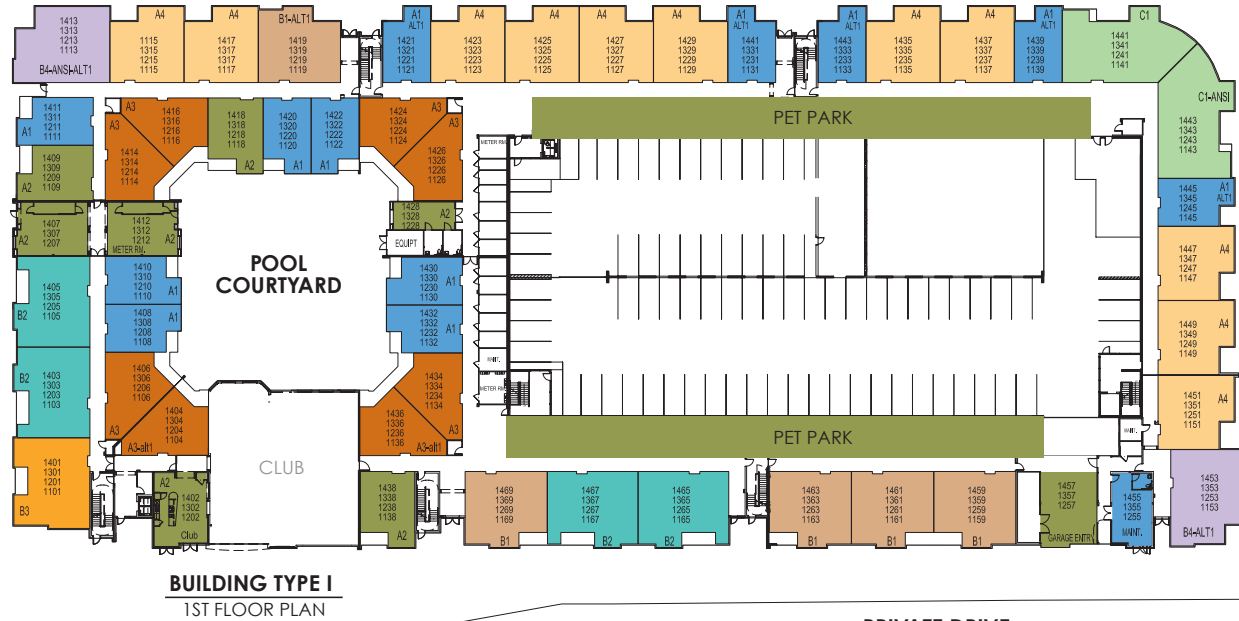 1413
1313
1213
1113
B4-ANSI-ALT1
A4
1115
1315
1215
1115
A4
1417
1317
1217
1117
B1-ALT1
1419
1319
1219
1119
A1
ALT1
1421
1321
1221
1121
A4
1423
1323
1223
1123
A4
1425
1325
1225
1125
A4
1427
1327
1227
1127
A4
1429
1329
1229
1129
A1
ALT1
1441
1331
1231
1131
A1
ALT1
1443
1333
1233
1133
A4
1435
1335
1235
1135
A4
1437
1337
1237
1137
A1
ALT1
1439
1339
1239
1139
C1
1441
1341
1241
1141
C1-ANSI
1443
1343
1243
1143
1411
1311
1211
1111
A1
A3
1416
1316
1216
1116
A3
1414
1314
1214
1114
1418
1318
1218
1118
A2
1420
1320
1220
1120
A1
1422
1322
1222
1122
A1
1424
1324
1224
1124
A3
1426
1326
1226
1126
A3
METER RM.
PET PARK
1409
1309
1209
1109
A2
1445
1345
1245
1145
A1
ALT1
1407
1307
1207
A2
1412
1312
1212
METER RM.
A2
1428
1328
1228
A2
EQUIPT
POOL
COURTYARD
1447
1347
1247
1147
A4
1405
1305
1205
1105
B2
1410
1310
1210
1110
A1
1430
1330
1230
1130
A1
1408
1308
1208
1108
A1
1432
1332
1232
1132
A1
1449
1349
1249
1149
A4
MAINT.
METER RM.
1403
1303
1203
1103
B2
1406
1306
1206
1106
A3
1404
1304
1204
1104
A3-alt1
1434
1334
1234
1134
A3
1436
1336
1236
1136
A3-alt1
1451
1351
1251
1151
A4
PET PARK
MAINT.
CLUB
1401
1301
1201
1101
B3
A2
1402
1302
1202
Club
1438
1338
1238
1138
A2
1469
1369
1269
1169
B1
1467
1367
1267
1167
B2
1465
1365
1265
1165
B2
1463
1363
1263
1163
B1
1461
1361
1261
1161
B1
1459
1359
1259
1159
B1
1457
1357
1257
GARAGE ENTRY
1455
1355
1255
MAINT.
1453
1353
1253
1153
B4-ALT1
BUILDING TYPE I
1ST FLOOR PLAN
PRIVATE DRIVE